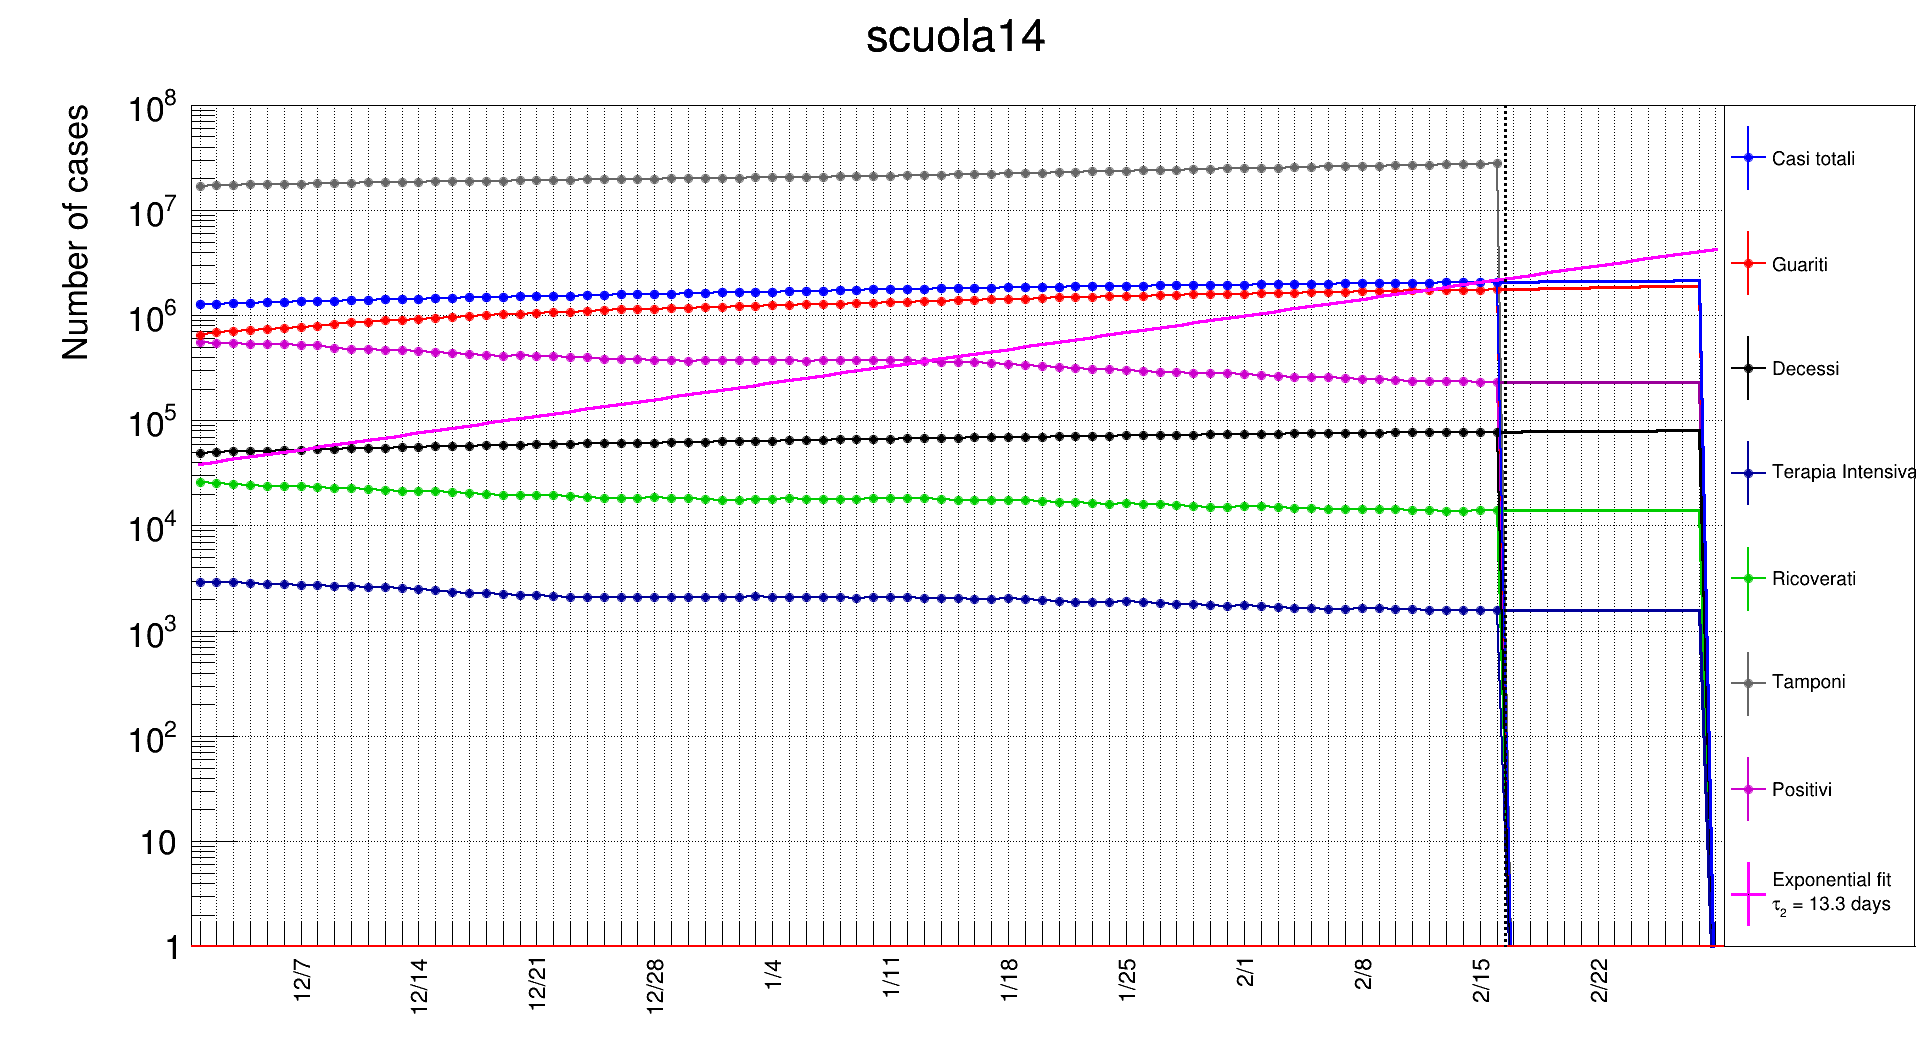 scuola14
Number of cases
10^8
10^7
10^6
10^5
10^4
10^3
10^2
10
1
12/7
12/14
12/21
12/28
1/4
1/11
1/18
1/25
2/1
2/8
2/15
2/22
Casi totali
Guariti
Decessi
Terapia Intensiva
Ricoverati
Tamponi
Positivi
Exponential fit
τ_2 = 13.3 days